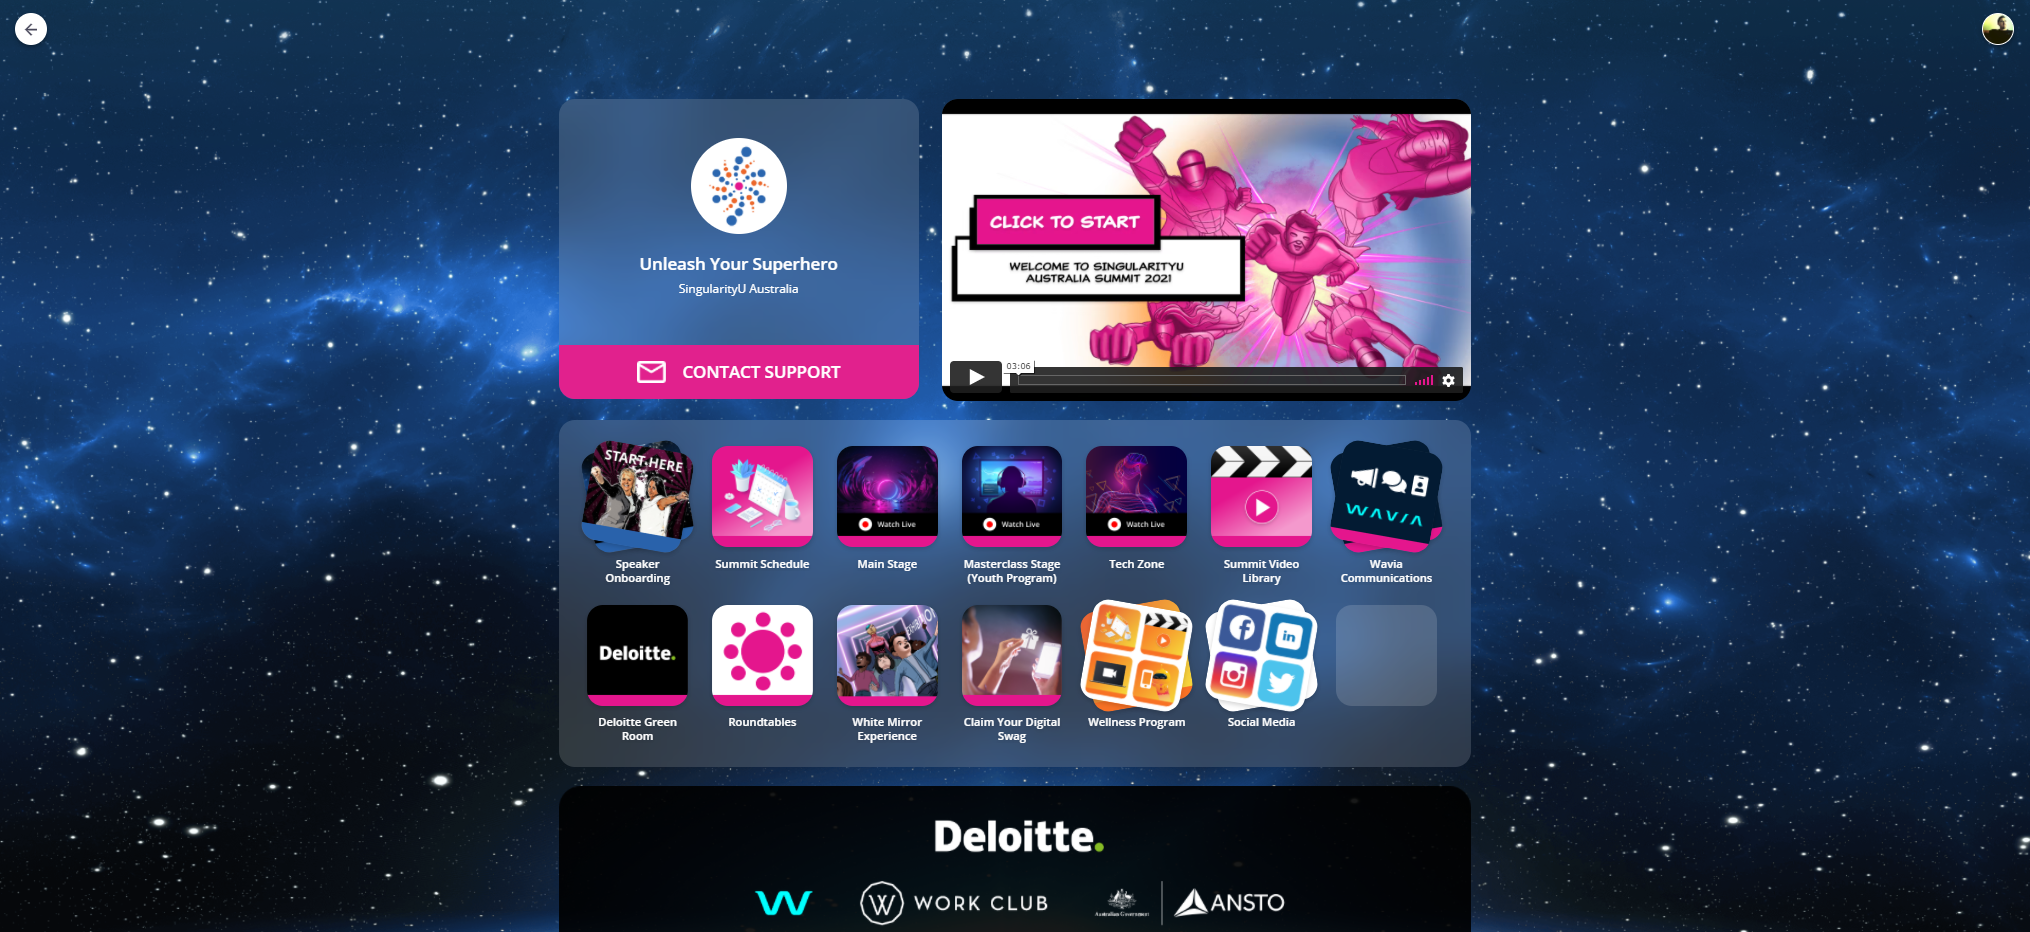 Unleash Your Superhero
SingularityU Australia
CONTACT SUPPORT
CLICK TO START
WELCOME TO SINGULARITYU
AUSTRALIA SUMMIT 2021
03:06
START HERE
Speaker
Onboarding
Summit Schedule
Watch Live
Main Stage
Watch Live
Masterclass Stage
(Youth Program)
Watch Live
Tech Zone
Summit Video
Library
WAVIA
Wavia
Communications
Deloitte.
Deloitte Green
Room
Roundtables
White Mirror
Experience
Claim Your Digital
Swag
Wellness Program
Social Media
Deloitte.
W
W WORK CLUB
Australian Government
ANSTO